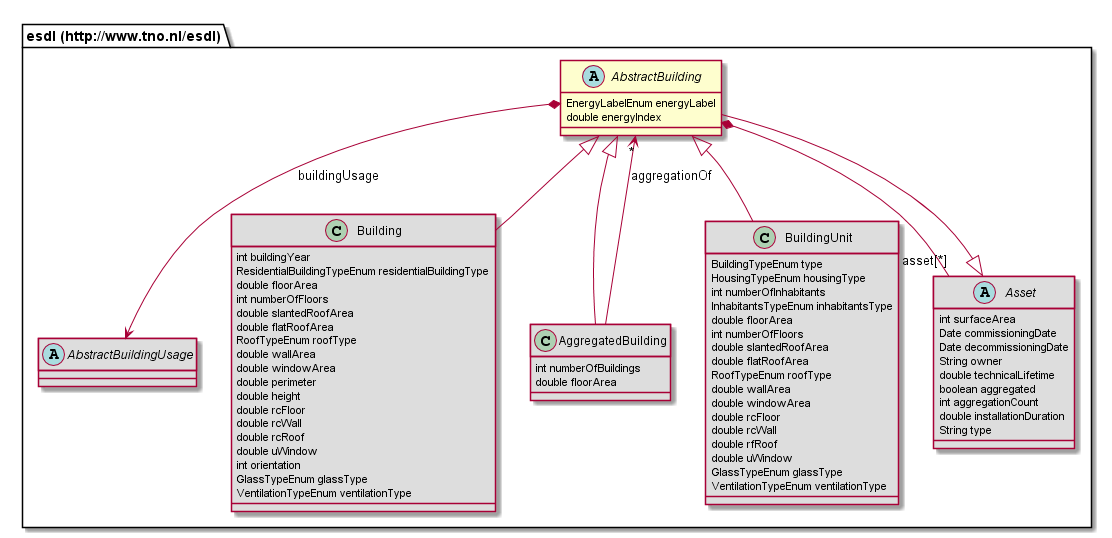 esdl (http://www.tno.nl/esdl)
A AbstractBuilding
EnergyLabelEnum energyLabel
double energyIndex
buildingUsage
*
aggregationOf
asset[*]
A AbstractBuildingUsage
C Building
int buildingYear
ResidentialBuildingTypeEnum residentialBuildingType
double floorArea
int numberOfFloors
double slantedRoofArea
double flatRoofArea
RoofTypeEnum roofType
double wallArea
double windowArea
double perimeter
double height
double rcFloor
double rcWall
double rcRoof
double uWindow
int orientation
GlassTypeEnum glassType
VentilationTypeEnum ventilationType
C AggregatedBuilding
int numberOfBuildings
double floorArea
C BuildingUnit
BuildingTypeEnum type
HousingTypeEnum housingType
int numberOfInhabitants
InhabitantsTypeEnum inhabitantsType
double floorArea
int numberOfFloors
double slantedRoofArea
double flatRoofArea
RoofTypeEnum roofType
double wallArea
double windowArea
double rcFloor
double rcWall
double rfRoof
double uWindow
GlassTypeEnum glassType
VentilationTypeEnum ventilationType
A Asset
int surfaceArea
Date commissioningDate
Date decommissioningDate
String owner
double technicalLifetime
boolean aggregated
int aggregationCount
double installationDuration
String type